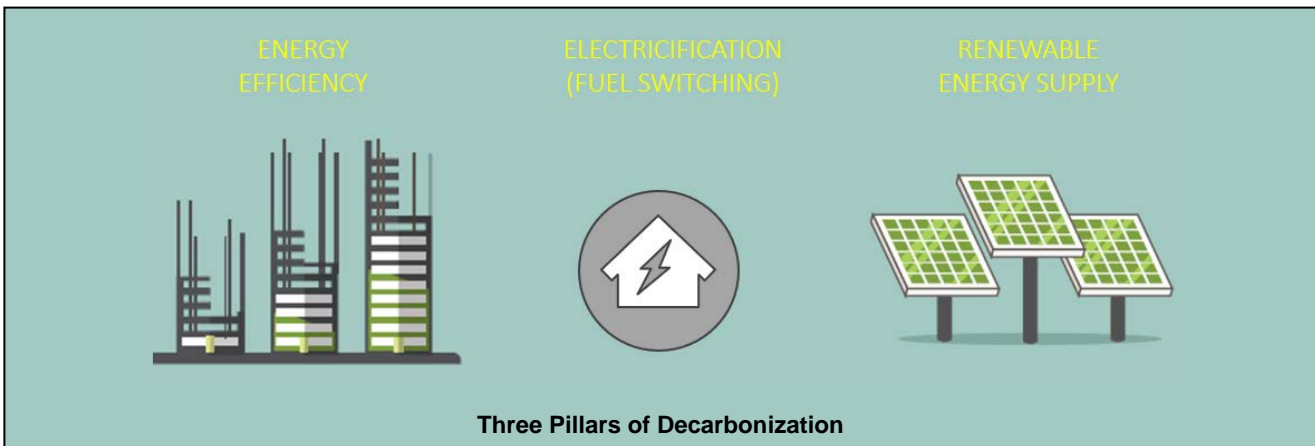 ENERGY
EFFICIENCY
ELECTRICIFICATION
(FUEL SWITCHING)
RENEWABLE
ENERGY SUPPLY
Three Pillars of Decarbonization